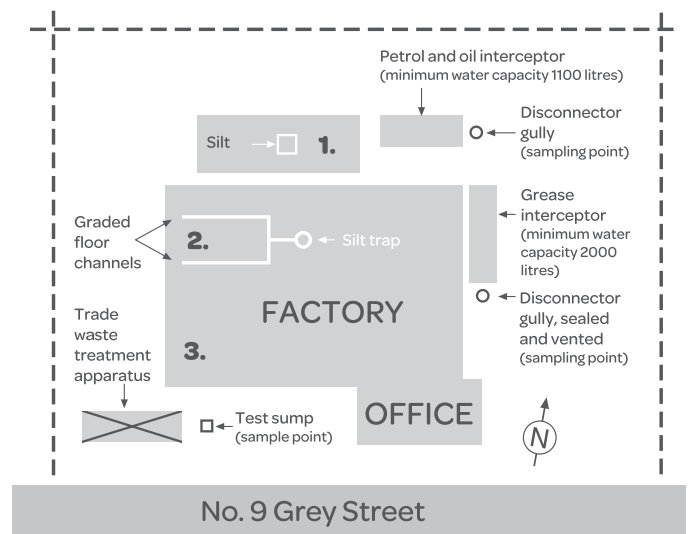 Petrol and oil interceptor
(minimum water capacity 1100 litres)
Disconnector
gully
(sampling point)
Silt
1.
Grease
interceptor
(minimum water
capacity 2000
litres)
Graded
floor
channels
2.
Silt trap
Disconnector
gully, sealed
and vented
(sampling point)
FACTORY
Trade
waste
treatment
apparatus
3.
OFFICE
Test sump
(sample point)
N
No. 9 Grey Street